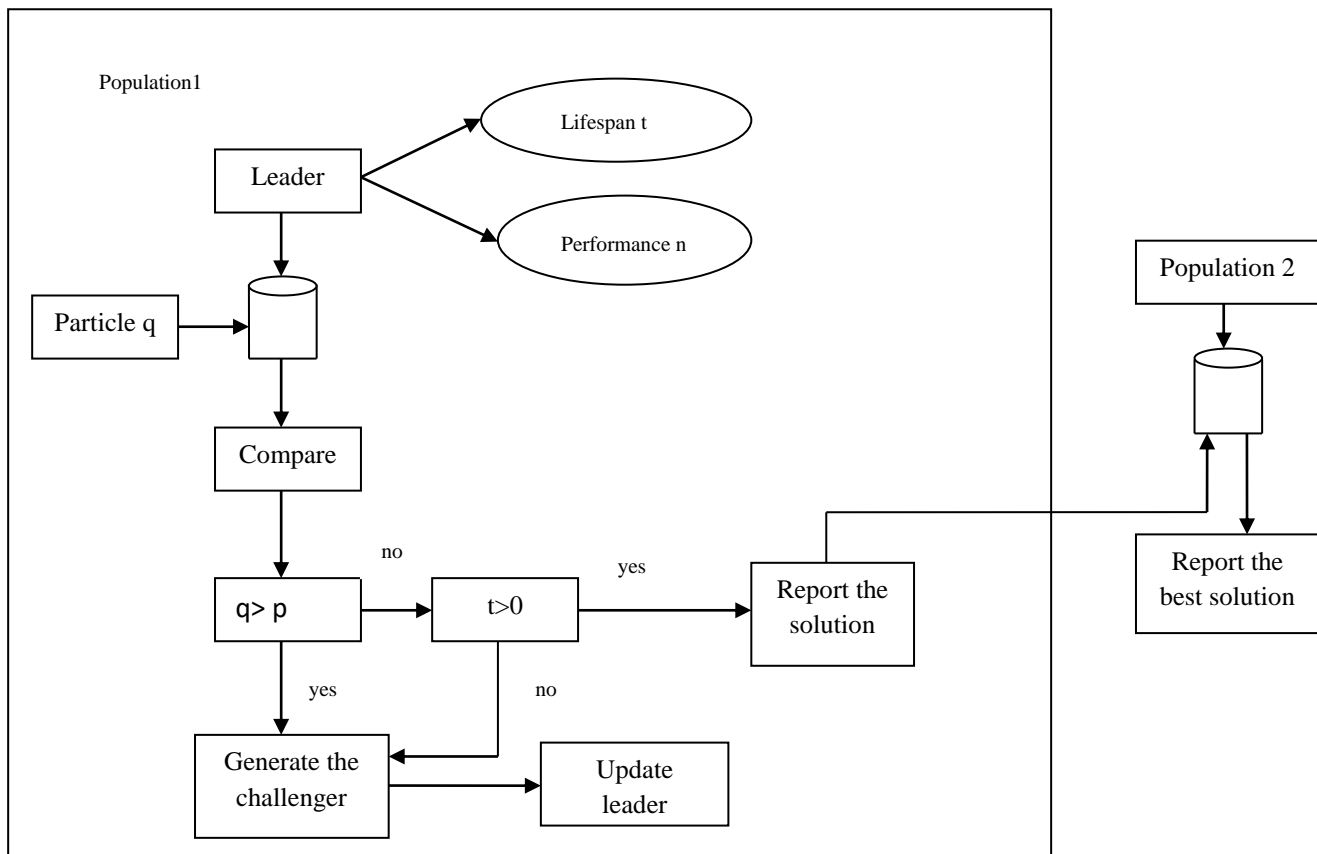 Population1
Lifespan t
Leader
Performance n
Population 2
Particle q
Compare
no
yes
q> p
t>0
Report the
solution
Report the
best solution
yes
no
Generate the
challenger
Update
leader